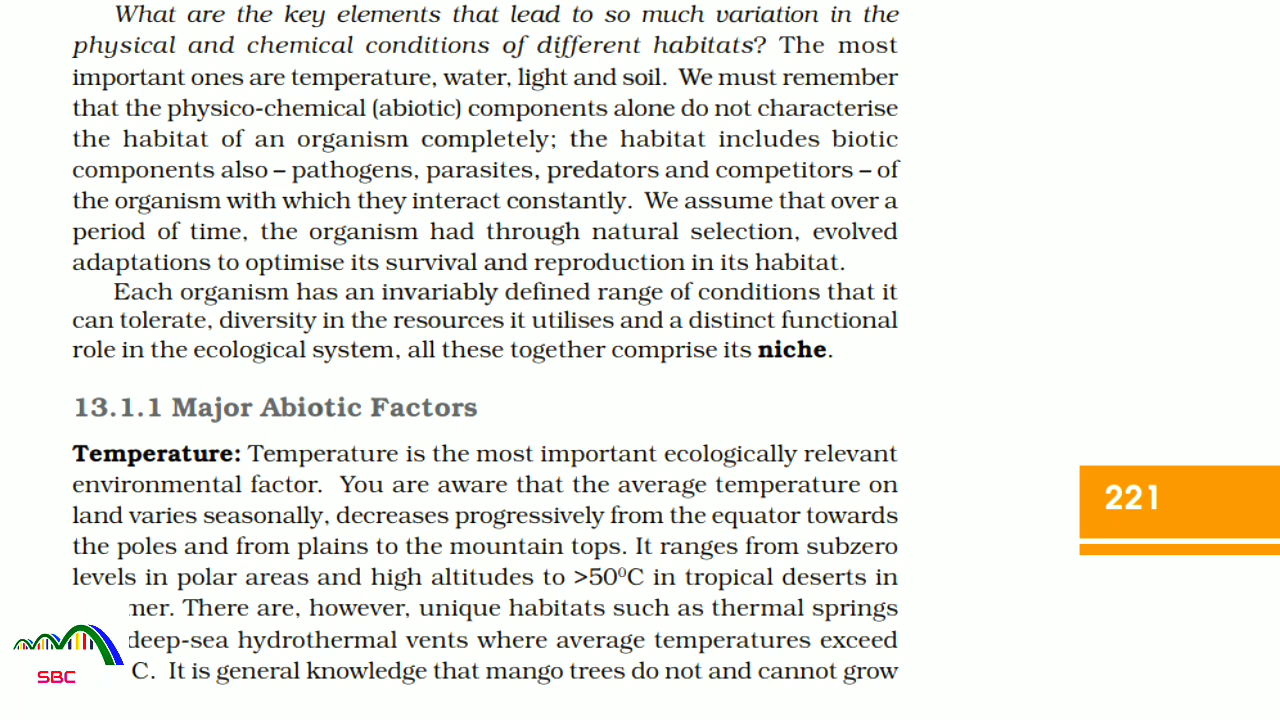 What are the key elements that lead to so much variation in the
physical and chemical conditions of different habitats? The most
important ones are temperature, water, light and soil. We must remember
that the physico-chemical (abiotic) components alone do not characterise
the habitat of an organism completely; the habitat includes biotic
components also – pathogens, parasites, predators and competitors – of
the organism with which they interact constantly. We assume that over a
period of time, the organism had through natural selection, evolved
adaptations to optimise its survival and reproduction in its habitat.
Each organism has an invariably defined range of conditions that it
can tolerate, diversity in the resources it utilises and a distinct functional
role in the ecological system, all these together comprise its niche.
13.1.1 Major Abiotic Factors
Temperature: Temperature is the most important ecologically relevant
environmental factor. You are aware that the average temperature on
land varies seasonally, decreases progressively from the equator towards
the poles and from plains to the mountain tops. It ranges from subzero
levels in polar areas and high altitudes to >50⁰C in tropical deserts in
mer. There are, however, unique habitats such as thermal springs
deep-sea hydrothermal vents where average temperatures exceed
C. It is general knowledge that mango trees do not and cannot grow
221
SBC